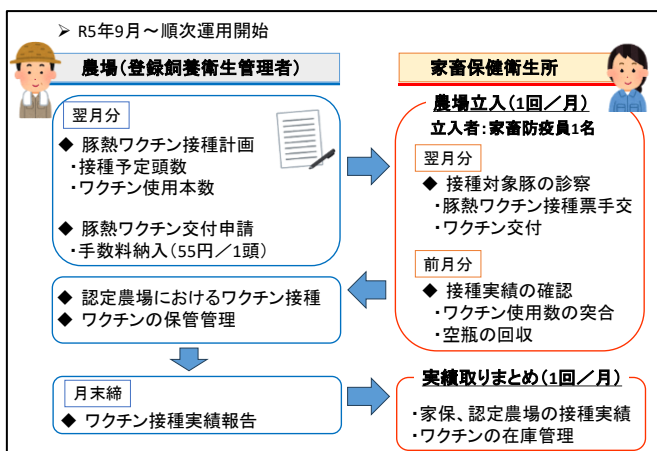 ➢ R5年9月～順次運用開始
農場(登録飼養衛生管理者)
翌月分
◆ 豚熱ワクチン接種計画
・接種予定頭数
・ワクチン使用本数
◆ 豚熱ワクチン交付申請
・手数料納入(55円／1頭)
◆ 認定農場におけるワクチン接種
◆ ワクチンの保管管理
月末締
◆ ワクチン接種実績報告
家畜保健衛生所
農場立入(1回／月)
立入者：家畜防疫員1名
翌月分
◆ 接種対象豚の診察
・豚熱ワクチン接種票手交
・ワクチン交付
前月分
◆ 接種実績の確認
・ワクチン使用数の突合
・空瓶の回収
実績取りまとめ(1回／月)
・家保、認定農場の接種実績
・ワクチンの在庫管理